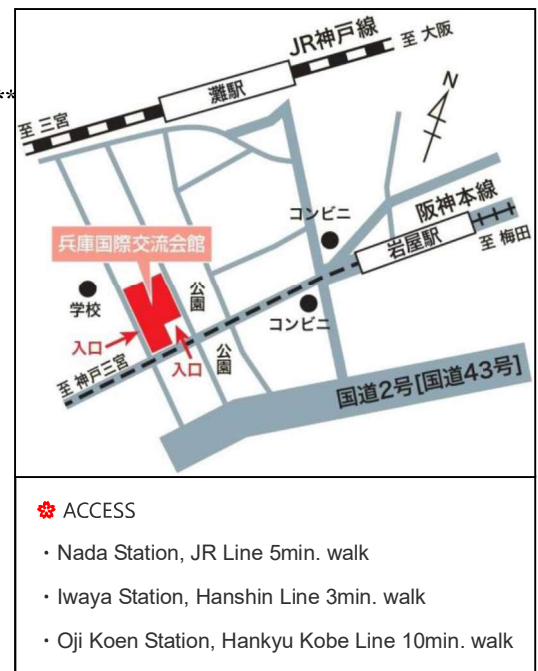 JR神戸線
至 大阪
灘駅
**
至 三宮
N
阪神本線
コンビニ
岩屋駅
至 梅田
兵庫国際交流会館
学校
公園
コンビニ
入口
入口
公園
至 神戸三宮
国道2号[国道43号]
ACCESS
・Nada Station, JR Line 5min. walk
・Iwaya Station, Hanshin Line 3min. walk
・Oji Koen Station, Hankyu Kobe Line 10min. walk